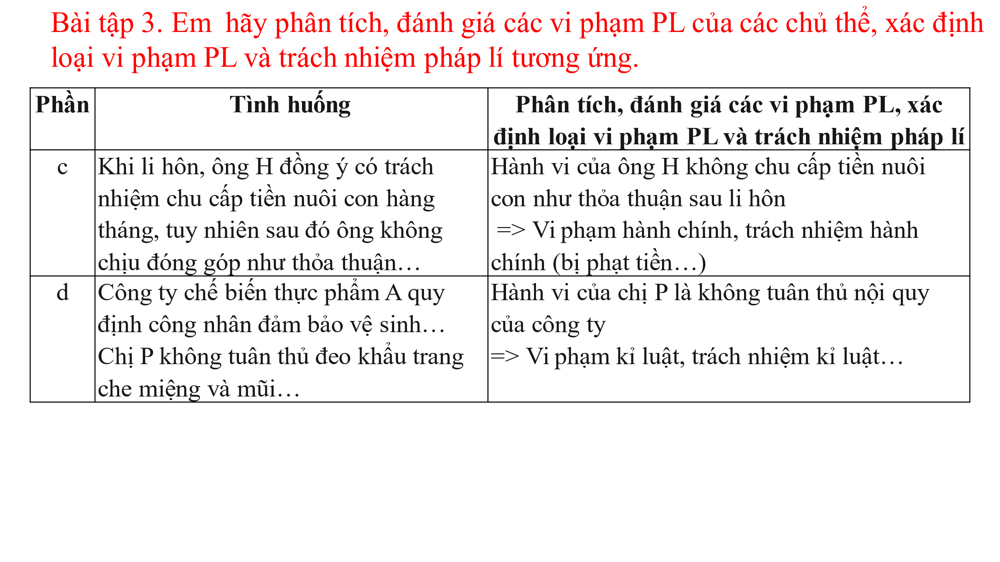 Bài tập 3. Em hãy phân tích, đánh giá các vi phạm PL của các chủ thể, xác định
loại vi phạm PL và trách nhiệm pháp lí tương ứng.
Phần
Tình huống
Phân tích, đánh giá các vi phạm PL, xác
định loại vi phạm PL và trách nhiệm pháp lí
c
Khi li hôn, ông H đồng ý có trách
nhiệm chu cấp tiền nuôi con hàng
tháng, tuy nhiên sau đó ông không
chịu đóng góp như thỏa thuận…
Hành vi của ông H không chu cấp tiền nuôi
con như thỏa thuận sau li hôn
=> Vi phạm hành chính, trách nhiệm hành
chính (bị phạt tiền…)
d
Công ty chế biến thực phẩm A quy
định công nhân đảm bảo vệ sinh…
Chị P không tuân thủ đeo khẩu trang
che miệng và mũi…
Hành vi của chị P là không tuân thủ nội quy
của công ty
=> Vi phạm kỉ luật, trách nhiệm kỉ luật…